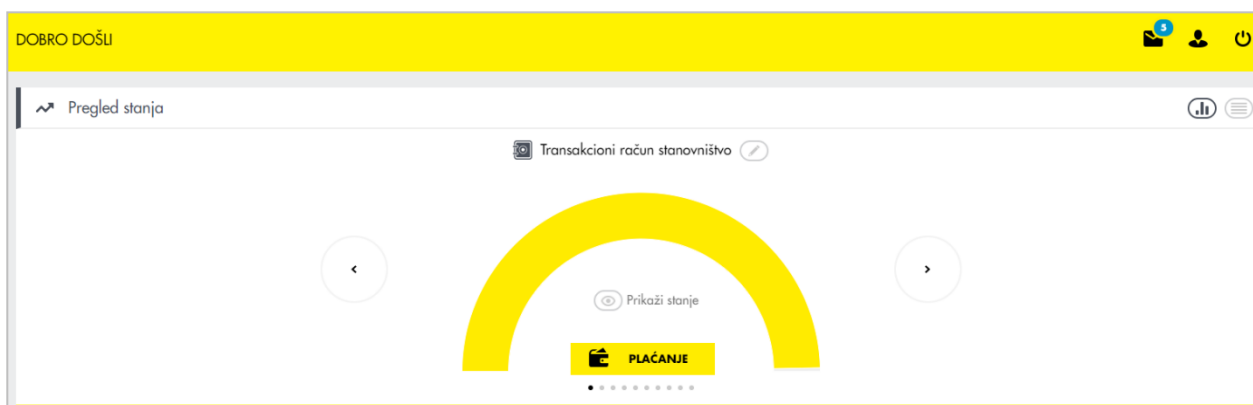 DOBRO DOŠLI
5
Pregled stanja
Transakcioni račun stanovništvo
Prikaži stanje
PLAĆANJE